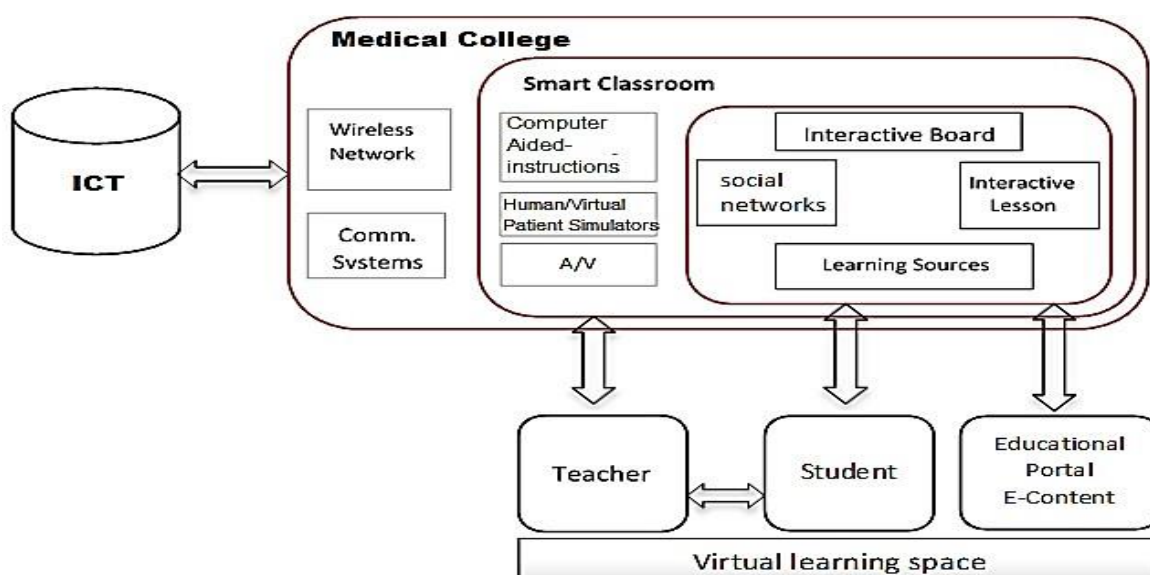 Medical College
Smart Classroom
ICT
Wireless
Network
Comm.
Systems
Computer
Aided-
instructions
Human/Virtual
Patient Simulators
A/V
Interactive Board
social
networks
Interactive
Lesson
Learning Sources
Teacher
Student
Educational
Portal
E-Content
Virtual learning space